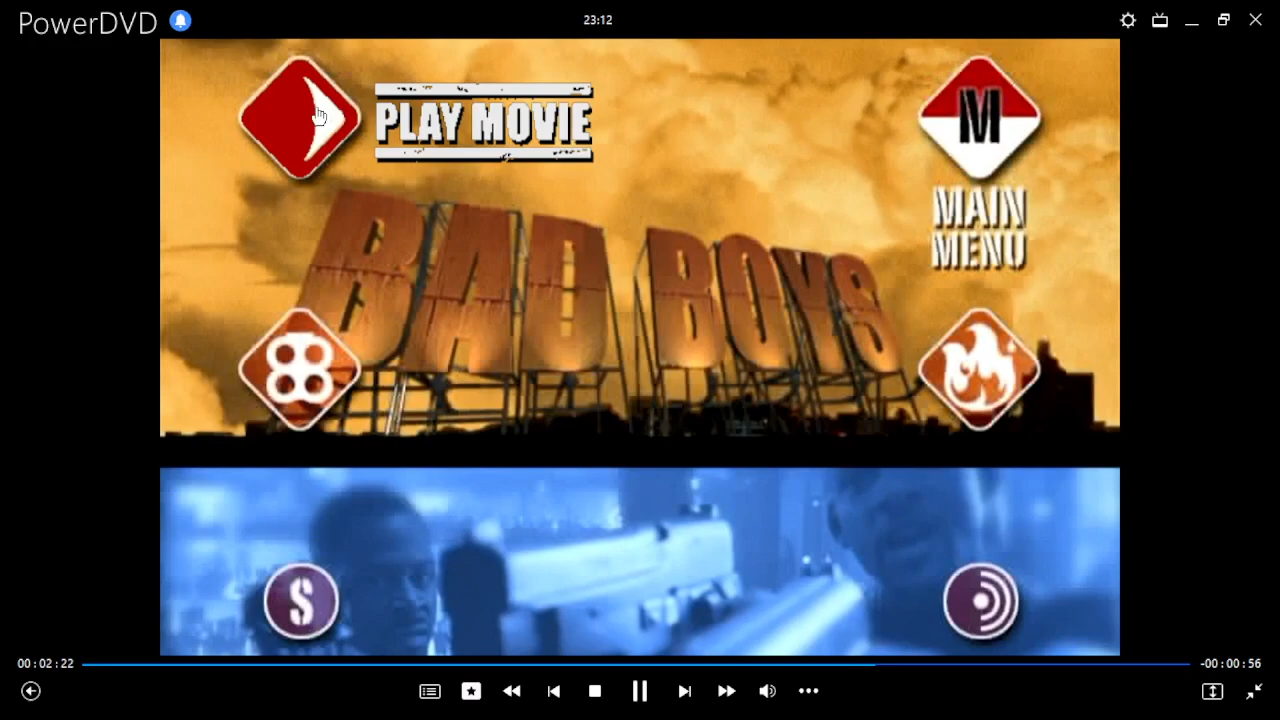 PowerDVD
23:12
PLAY MOVIE
M
MAIN
MENU
BAD BOYS
S
00:02:22
-00:00:56